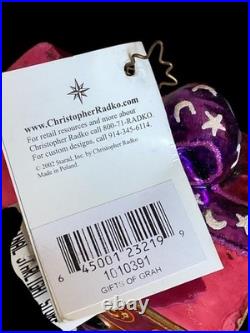 www.ChristopherRadko.com
For retail resources and more about
Christopher Radko call 800-71-RADKO.
For custom designs, call 914-345-6114.
© 2002 Starad, Inc. by Christopher Radko
Made in Poland.
6 45001 23219 9
1010391
GIFTS OF GRAH